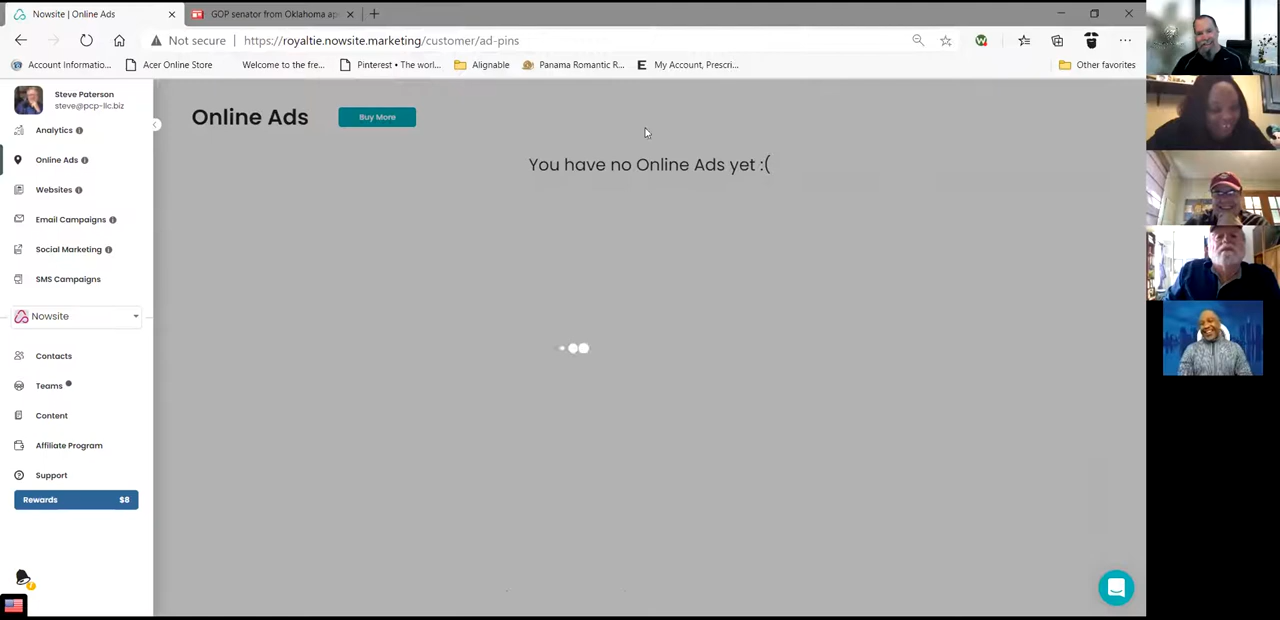 Nowsite | Online Ads
GOP senator from Oklahoma ap
Not secure
https://royaltie.nowsite.marketing/customer/ad-pins
Account Informatio...
Acer Online Store
Welcome to the fre...
Pinterest • The worl...
Alignable
Panama Romantic R...
My Account, Prescri...
Other favorites
Steve Paterson
steve@pcp-llc.biz
Analytics
Online Ads
Websites
Email Campaigns
Social Marketing
SMS Campaigns
Nowsite
Contacts
Teams
Content
Affiliate Program
Support
Rewards $8
Online Ads
Buy More
You have no Online Ads yet :(